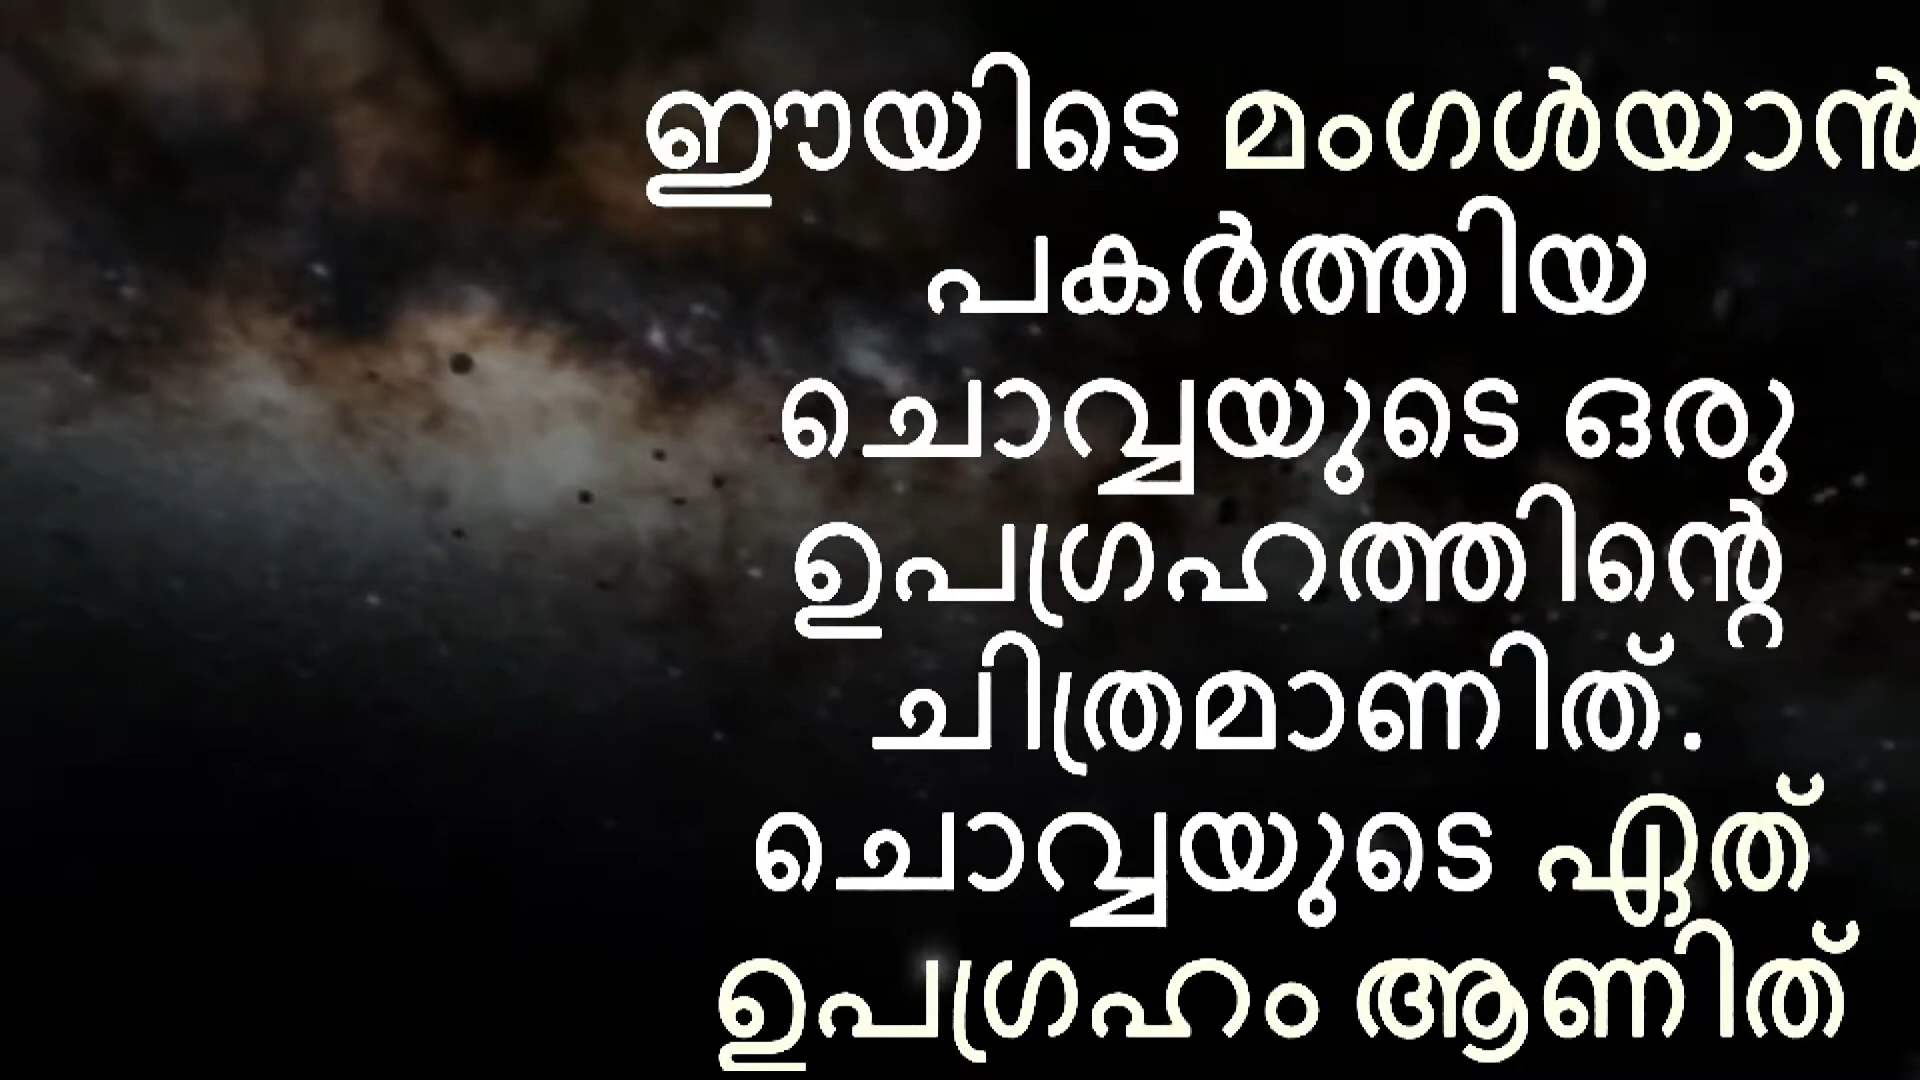 ഈയിടെ മംഗൾയാൻ
പകർത്തിയ
ചൊവ്വയുടെ ഒരു
ഉപഗ്രഹത്തിന്റെ
ചിത്രമാണിത്.
ചൊവ്വയുടെ ഏത്
ഉപഗ്രഹം ആണിത്